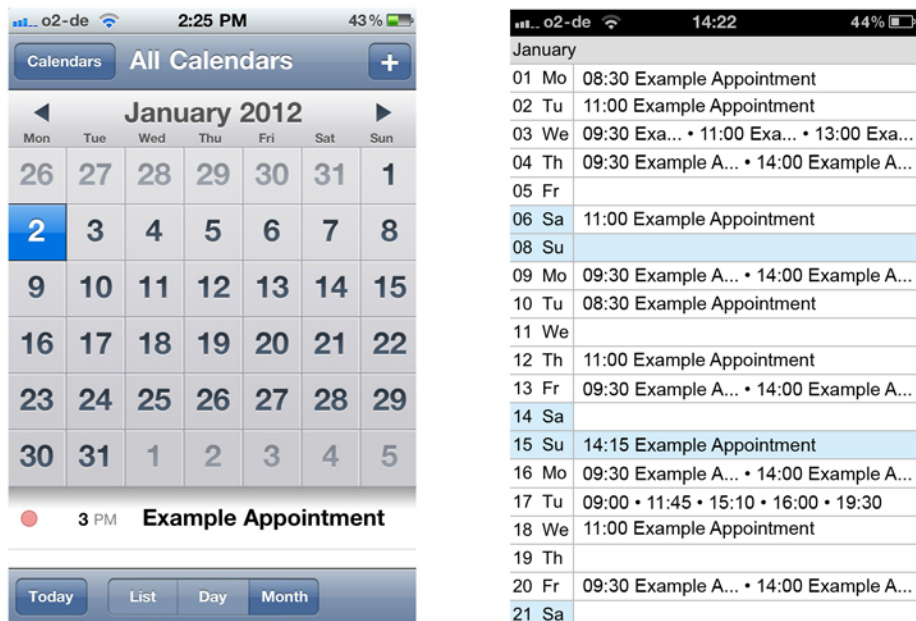 o2-de 2:25 PM 43%
Calendars All Calendars +
January 2012
Mon Tue Wed Thu Fri Sat Sun
26 27 28 29 30 31 1
2 3 4 5 6 7 8
9 10 11 12 13 14 15
16 17 18 19 20 21 22
23 24 25 26 27 28 29
30 31 1 2 3 4 5
3 PM Example Appointment
Today List Day Month
o2-de 14:22 44%
January
01 Mo 08:30 Example Appointment
02 Tu 11:00 Example Appointment
03 We 09:30 Exa... • 11:00 Exa... • 13:00 Exa...
04 Th 09:30 Example A... • 14:00 Example A...
05 Fr
06 Sa 11:00 Example Appointment
08 Su
09 Mo 09:30 Example A... • 14:00 Example A...
10 Tu 08:30 Example Appointment
11 We
12 Th 11:00 Example Appointment
13 Fr 09:30 Example A... • 14:00 Example A...
14 Sa
15 Su 14:15 Example Appointment
16 Mo 09:30 Example A... • 14:00 Example A...
17 Tu 09:00 • 11:45 • 15:10 • 16:00 • 19:30
18 We 11:00 Example Appointment
19 Th
20 Fr 09:30 Example A... • 14:00 Example A...
21 Sa